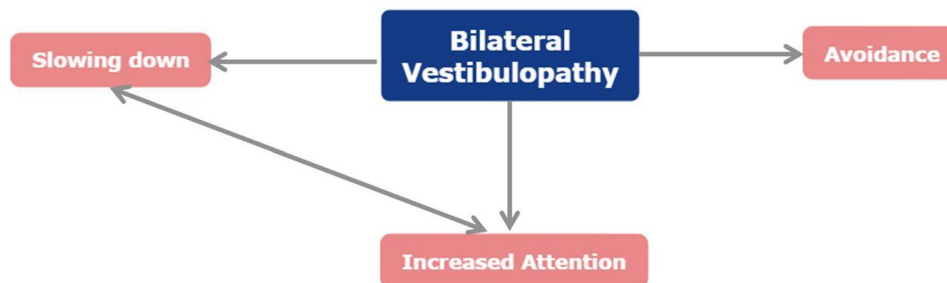 Bilateral
Vestibulopathy
Slowing down
Avoidance
Increased Attention